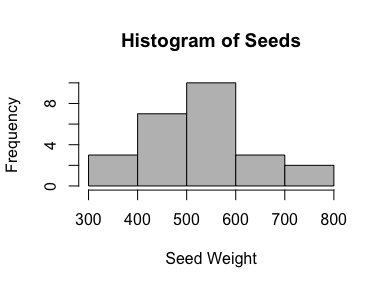 Histogram of Seeds
Frequency
8
4
0
300 400 500 600 700 800
Seed Weight